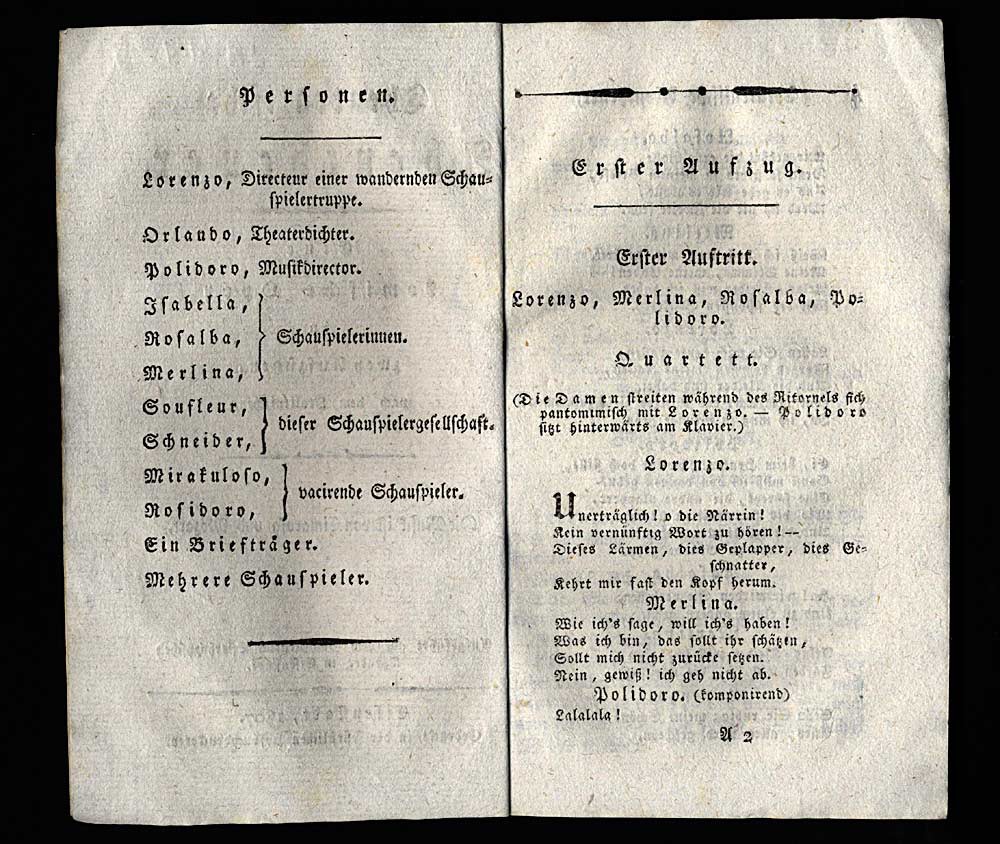 Personen.
Lorenzo, Directeur einer wandernden Schau=
spielertruppe.
Orlando, Theaterdichter.
Polidoro, Musikdirector.
Isabella,
Rosalba,
Merlina,
Schauspielerinnen.
Soufleur,
Schneider,
dieser Schauspielergesellschaft.
Mirakuloso,
Rosidoro,
vacirende Schauspieler.
Ein Briefträger.
Mehrere Schauspieler.
Erster Aufzug.
Erster Auftritt.
Lorenzo, Merlina, Rosalba, Po=
lidoro.
Quartett.
(Die Damen streiten während des Ritornels sich
pantomimisch mit Lorenzo. — Polidoro
sitzt hinterwärts am Klavier.)
Lorenzo.
Unerträglich! o die Närrin!
Kein vernünftig Wort zu hören!--
Dieses Lärmen, dies Geplapper, dies Ge=
schnatter,
Kehrt mir fast den Kopf herum.
Merlina.
Wie ich's sage, will ich's haben!
Was ich bin, das sollt ihr schätzen,
Sollt mich nicht zurücke setzen.
Nein, gewiß! ich geh nicht ab.
Polidoro. (komponirend)
Lalalala!
A 2